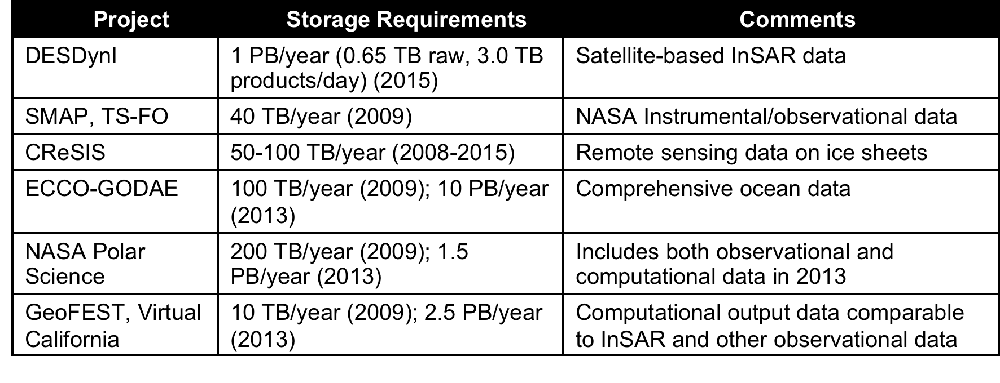 Project Storage Requirements Comments
DESDynI 1 PB/year (0.65 TB raw, 3.0 TB Satellite-based InSAR data
products/day) (2015)
SMAP, TS-FO 40 TB/year (2009) NASA Instrumental/observational data
CReSIS 50-100 TB/year (2008-2015) Remote sensing data on ice sheets
ECCO-GODAE 100 TB/year (2009); 10 PB/year Comprehensive ocean data
(2013)
NASA Polar 200 TB/year (2009); 1.5 Includes both observational and
Science PB/year (2013) computational data in 2013
GeoFEST, Virtual 10 TB/year (2009); 2.5 PB/year Computational output data comparable
California (2013) to InSAR and other observational data